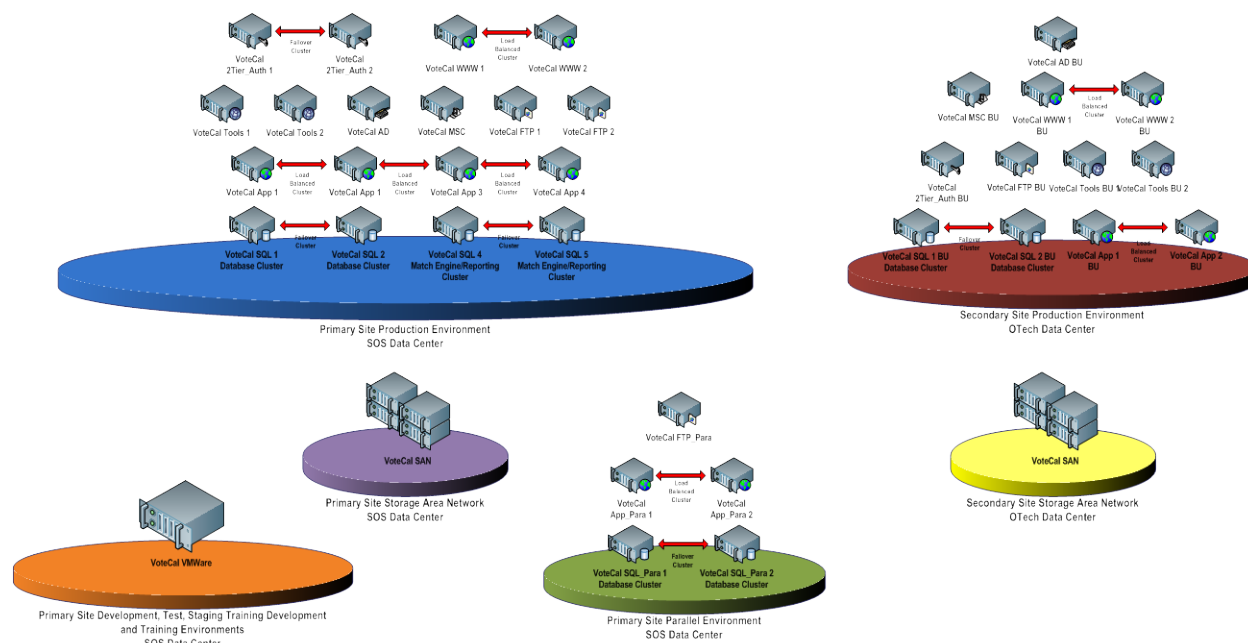 Failover
Cluster
VoteCal
2Tier_Auth 1
VoteCal
2Tier_Auth 2
Load
Balanced
Cluster
VoteCal WWW 1
VoteCal WWW 2
VoteCal Tools 1
VoteCal Tools 2
VoteCal AD
VoteCal MSC
VoteCal FTP 1
VoteCal FTP 2
VoteCal App 1
Load
Balanced
Cluster
VoteCal App 1
Load
Balanced
Cluster
VoteCal App 3
Load
Balanced
Cluster
VoteCal App 4
Failover
Cluster
VoteCal SQL 1
Database Cluster
VoteCal SQL 2
Database Cluster
Failover
Cluster
VoteCal SQL 4
Match Engine/Reporting
Cluster
VoteCal SQL 5
Match Engine/Reporting
Cluster
Primary Site Production Environment
SOS Data Center
VoteCal AD BU
VoteCal MSC BU
VoteCal WWW 1
BU
Load
Balanced
Cluster
VoteCal WWW 2
BU
VoteCal
2Tier_Auth BU
VoteCal FTP BU
VoteCal Tools BU 1
VoteCal Tools BU 2
VoteCal SQL 1 BU
Database Cluster
Failover
Cluster
VoteCal SQL 2 BU
Database Cluster
VoteCal App 1
BU
Load
Balanced
Cluster
VoteCal App 2
BU
Secondary Site Production Environment
OTech Data Center
VoteCal SAN
Primary Site Storage Area Network
SOS Data Center
VoteCal FTP_Para
VoteCal
App_Para 1
Load
Balanced
Cluster
VoteCal
App_Para 2
Failover
Cluster
VoteCal SQL_Para 1
Database Cluster
VoteCal SQL_Para 2
Database Cluster
Primary Site Parallel Environment
SOS Data Center
VoteCal SAN
Secondary Site Storage Area Network
OTech Data Center
VoteCal VMWare
Primary Site Development, Test, Staging Training Development
and Training Environments
SOS Data Center